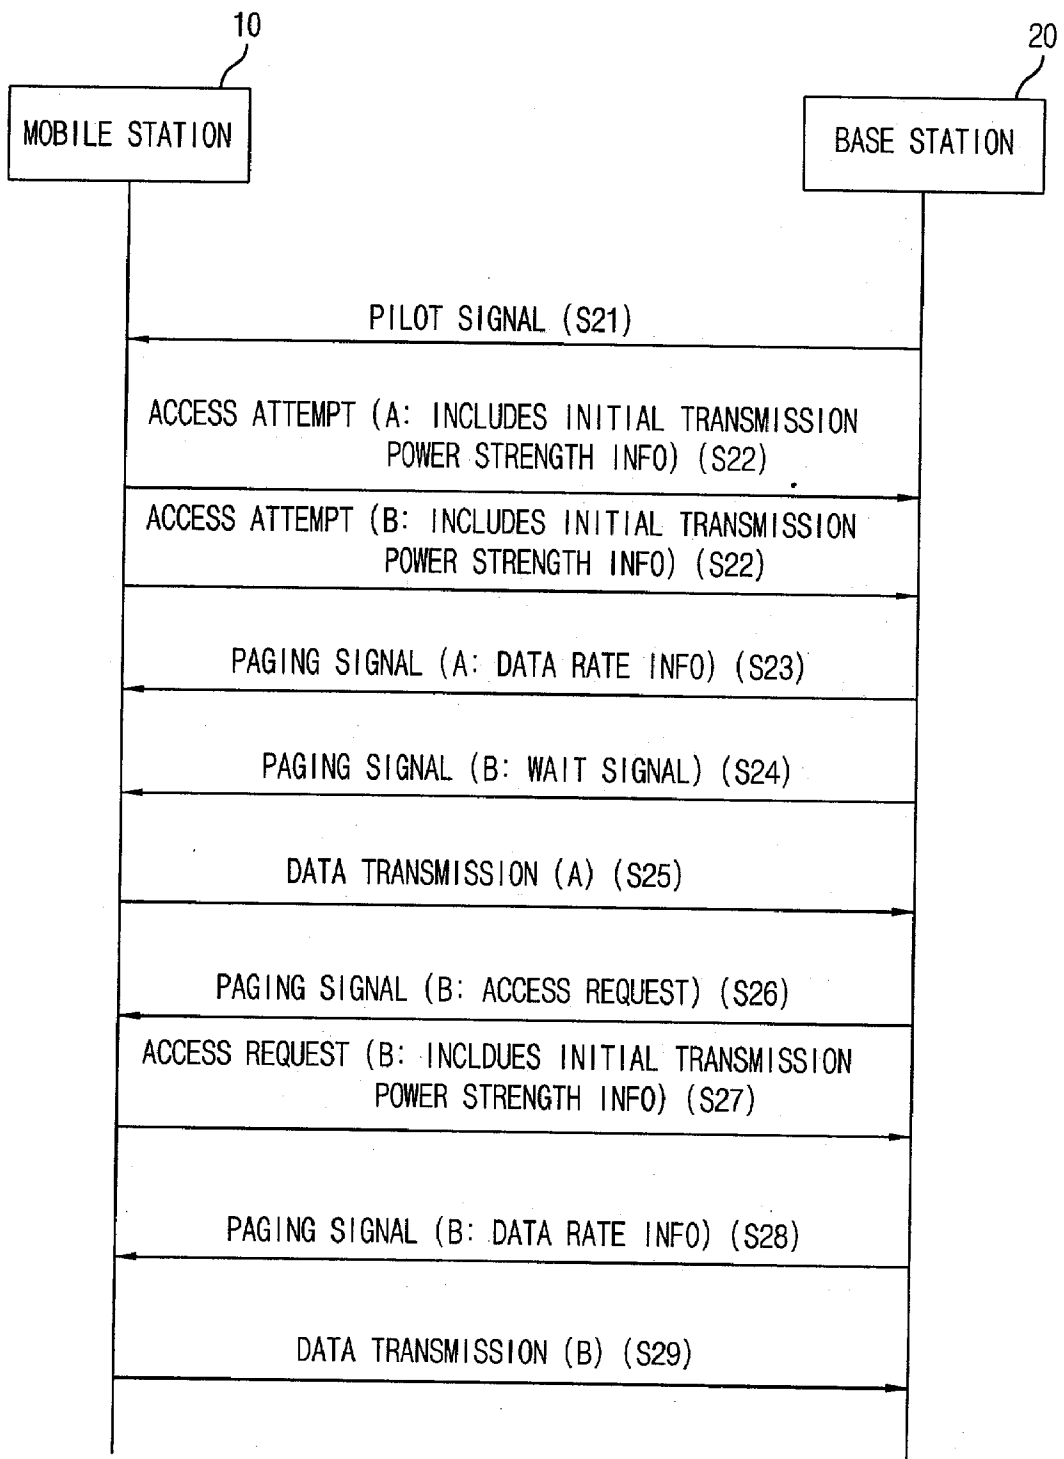 10
20
MOBILE STATION
BASE STATION
PILOT SIGNAL (S21)
ACCESS ATTEMPT (A: INCLUDES INITIAL TRANSMISSION
POWER STRENGTH INFO) (S22)
ACCESS ATTEMPT (B: INCLUDES INITIAL TRANSMISSION
POWER STRENGTH INFO) (S22)
PAGING SIGNAL (A: DATA RATE INFO) (S23)
PAGING SIGNAL (B: WAIT SIGNAL) (S24)
DATA TRANSMISSION (A) (S25)
PAGING SIGNAL (B: ACCESS REQUEST) (S26)
ACCESS REQUEST (B: INCLDUES INITIAL TRANSMISSION
POWER STRENGTH INFO) (S27)
PAGING SIGNAL (B: DATA RATE INFO) (S28)
DATA TRANSMISSION (B) (S29)